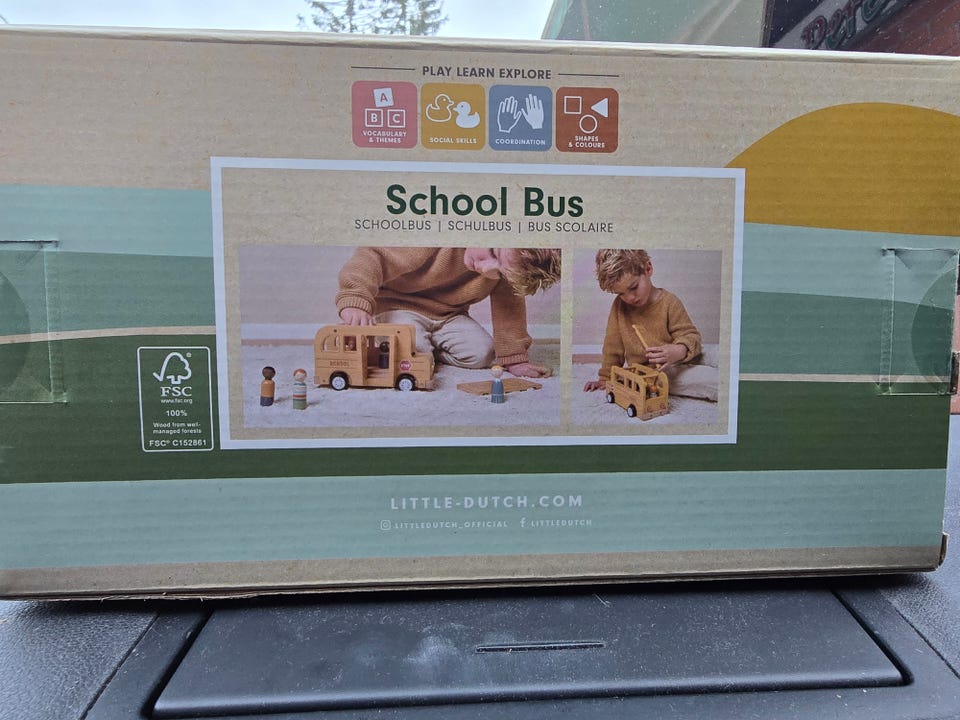 PLAY LEARN EXPLORE
A
B C
VOCABULARY
& THEMES
SOCIAL SKILLS
COORDINATION
SHAPES
& COLOURS
School Bus
SCHOOLBUS | SCHULBUS | BUS SCOLAIRE
SCHOOL
STOP
FSC
www.fsc.org
100%
Wood from well-
managed forests
FSC® C152861
LITTLE-DUTCH.COM
LITTLEDUTCH_OFFICIAL LITTLEDUTCH